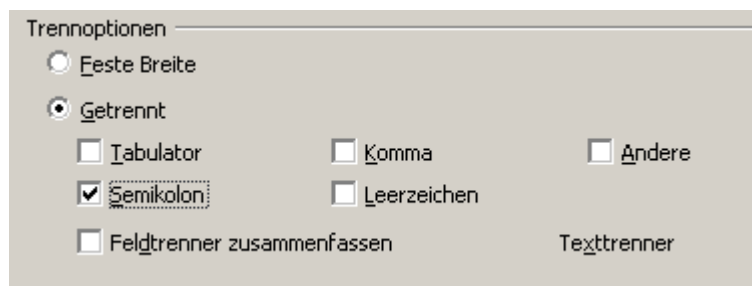 Trennoptionen
Feste Breite
Getrennt
Tabulator Komma Andere
Semikolon Leerzeichen
Feldtrenner zusammenfassen Texttrenner